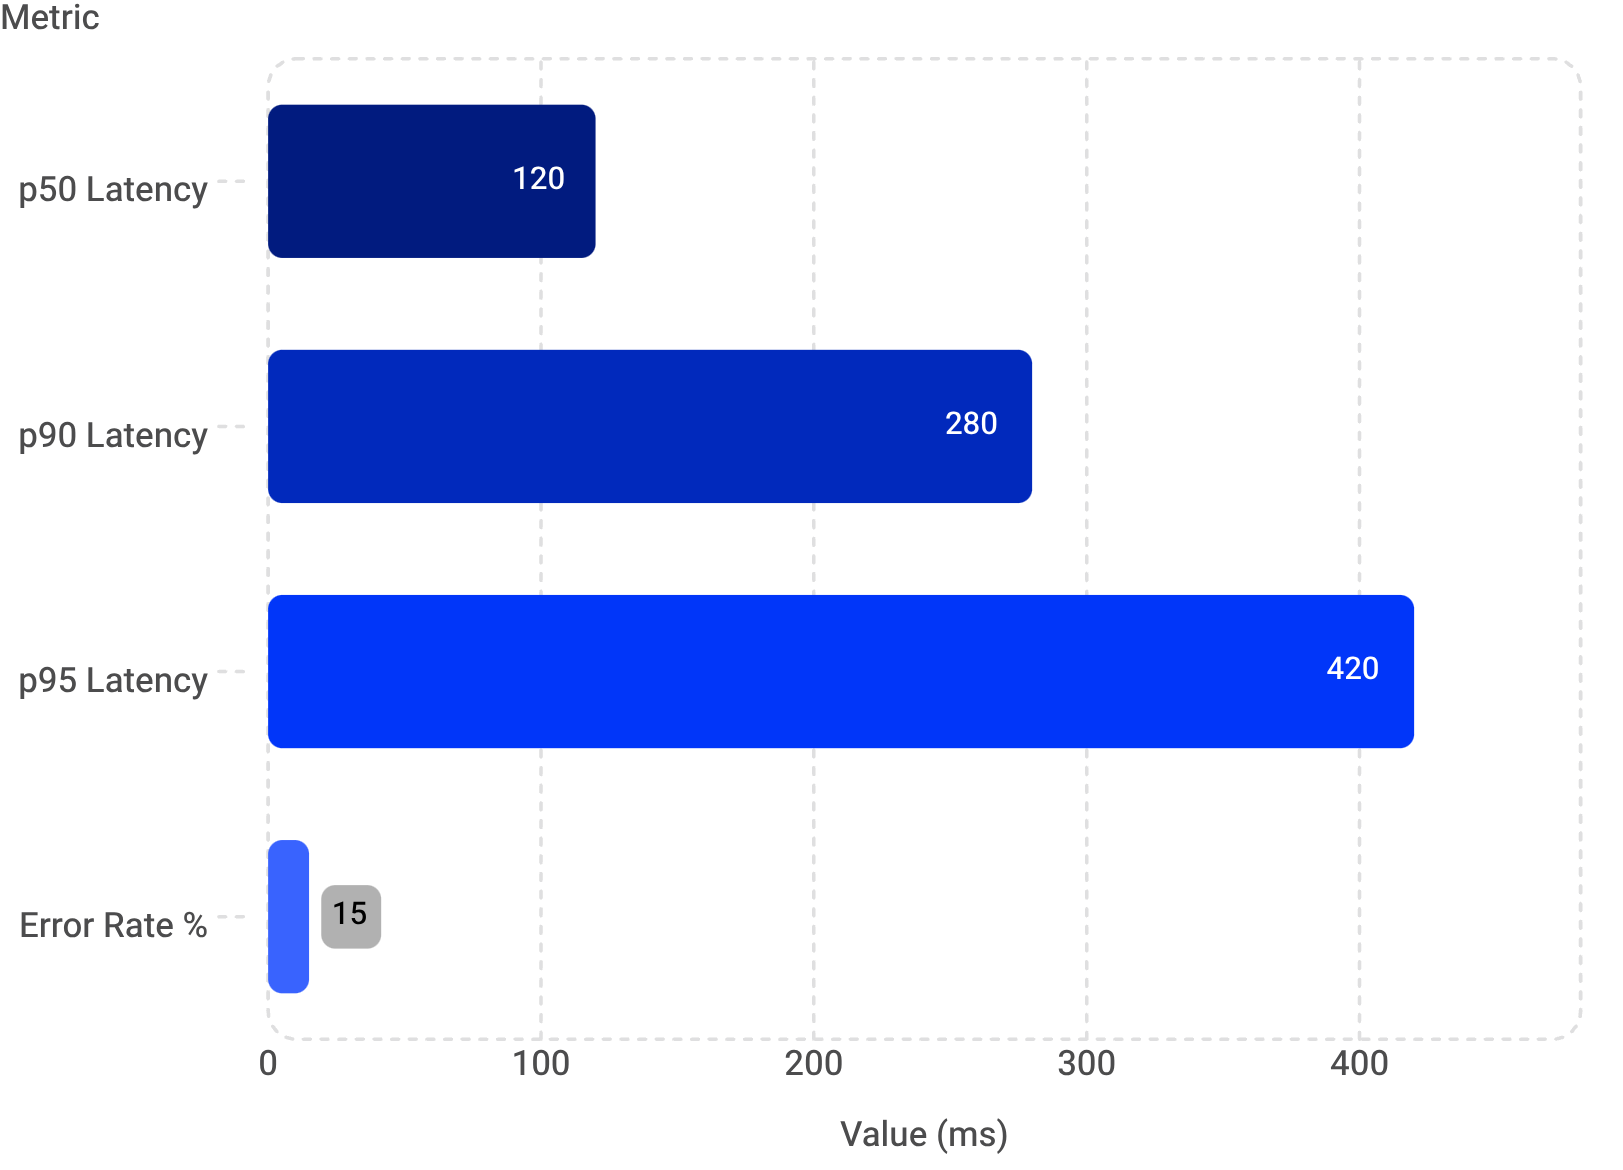 Metric
p50 Latency
120
p90 Latency
280
p95 Latency
420
Error Rate %
15
0 100 200 300 400
Value (ms)